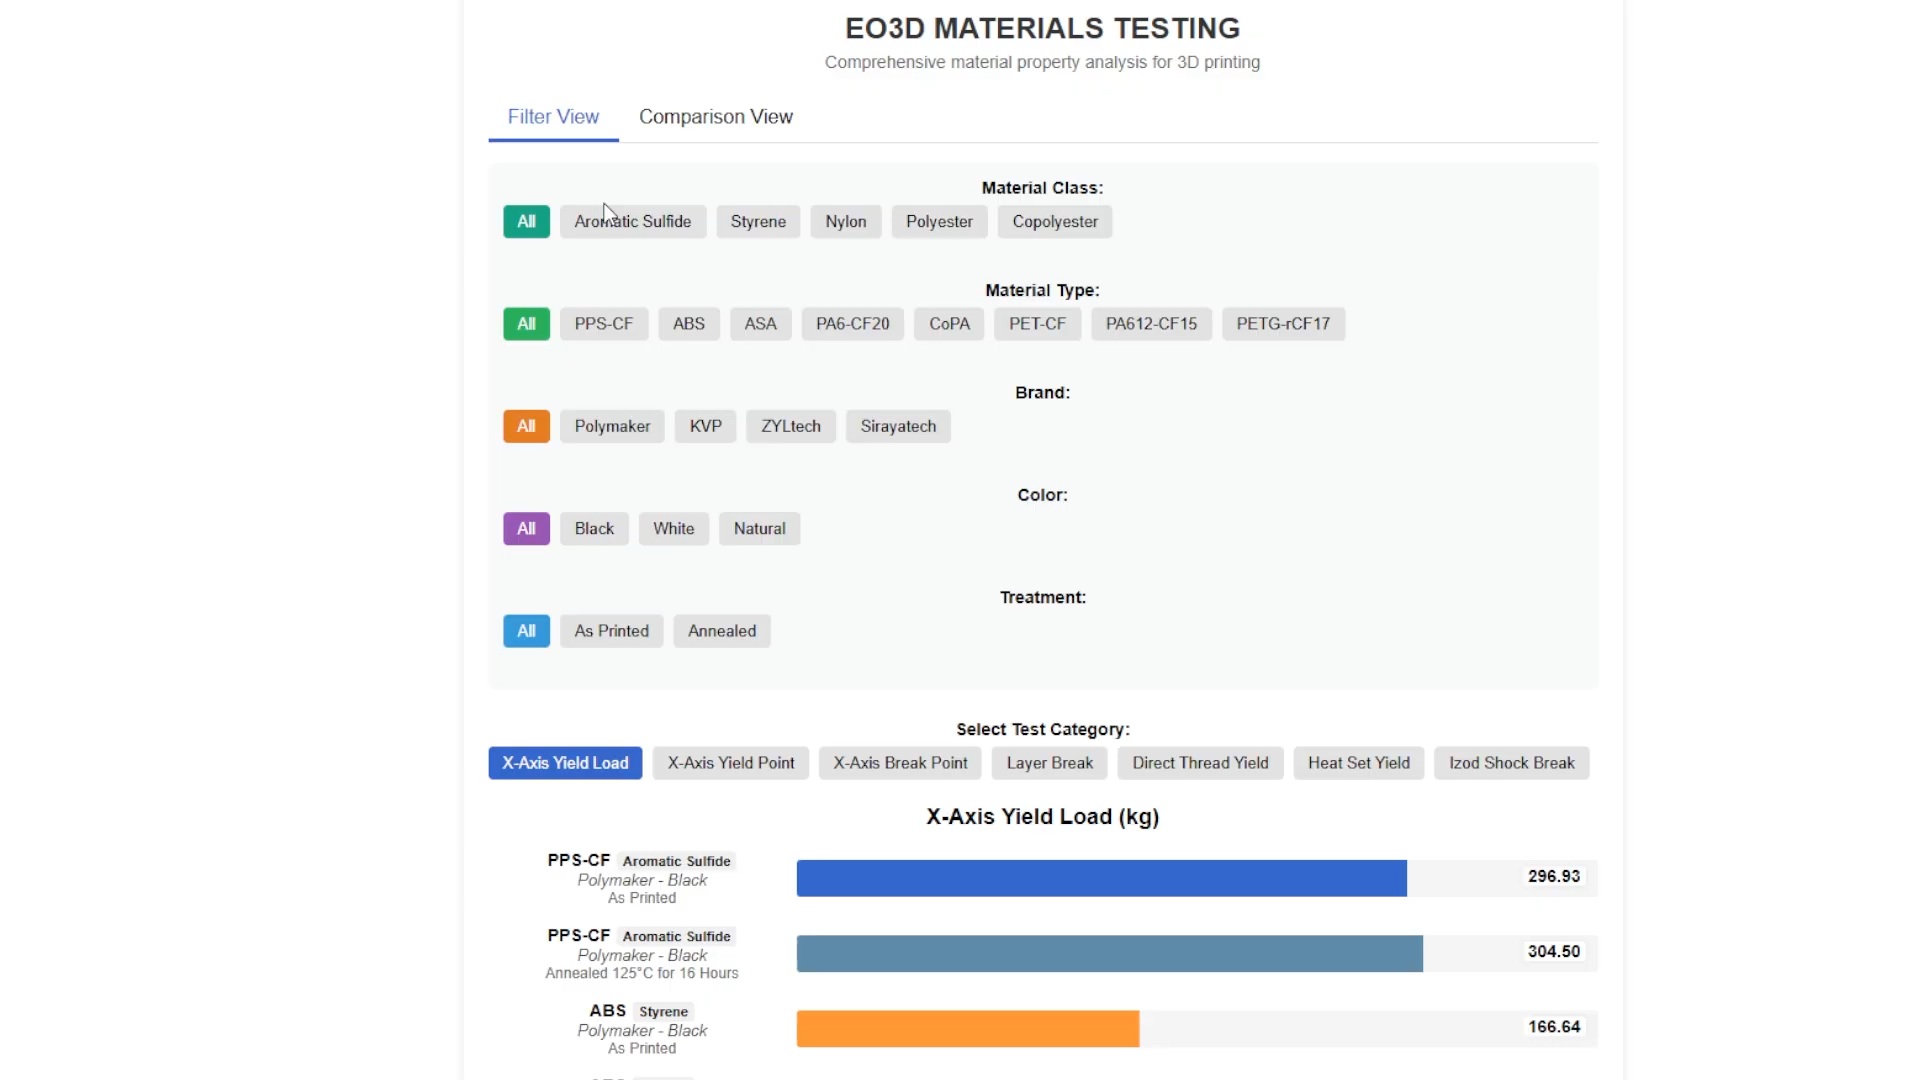 EO3D MATERIALS TESTING
Comprehensive material property analysis for 3D printing
Filter View Comparison View
Material Class:
All Aromatic Sulfide Styrene Nylon Polyester Copolyester
Material Type:
All PPS-CF ABS ASA PA6-CF20 CoPA PET-CF PA612-CF15 PETG-rCF17
Brand:
All Polymaker KVP ZYLtech Sirayatech
Color:
All Black White Natural
Treatment:
All As Printed Annealed
Select Test Category:
X-Axis Yield Load X-Axis Yield Point X-Axis Break Point Layer Break Direct Thread Yield Heat Set Yield Izod Shock Break
X-Axis Yield Load (kg)
PPS-CF Aromatic Sulfide
Polymaker - Black
As Printed
296.93
PPS-CF Aromatic Sulfide
Polymaker - Black
Annealed 125°C for 16 Hours
304.50
ABS Styrene
Polymaker - Black
As Printed
166.64